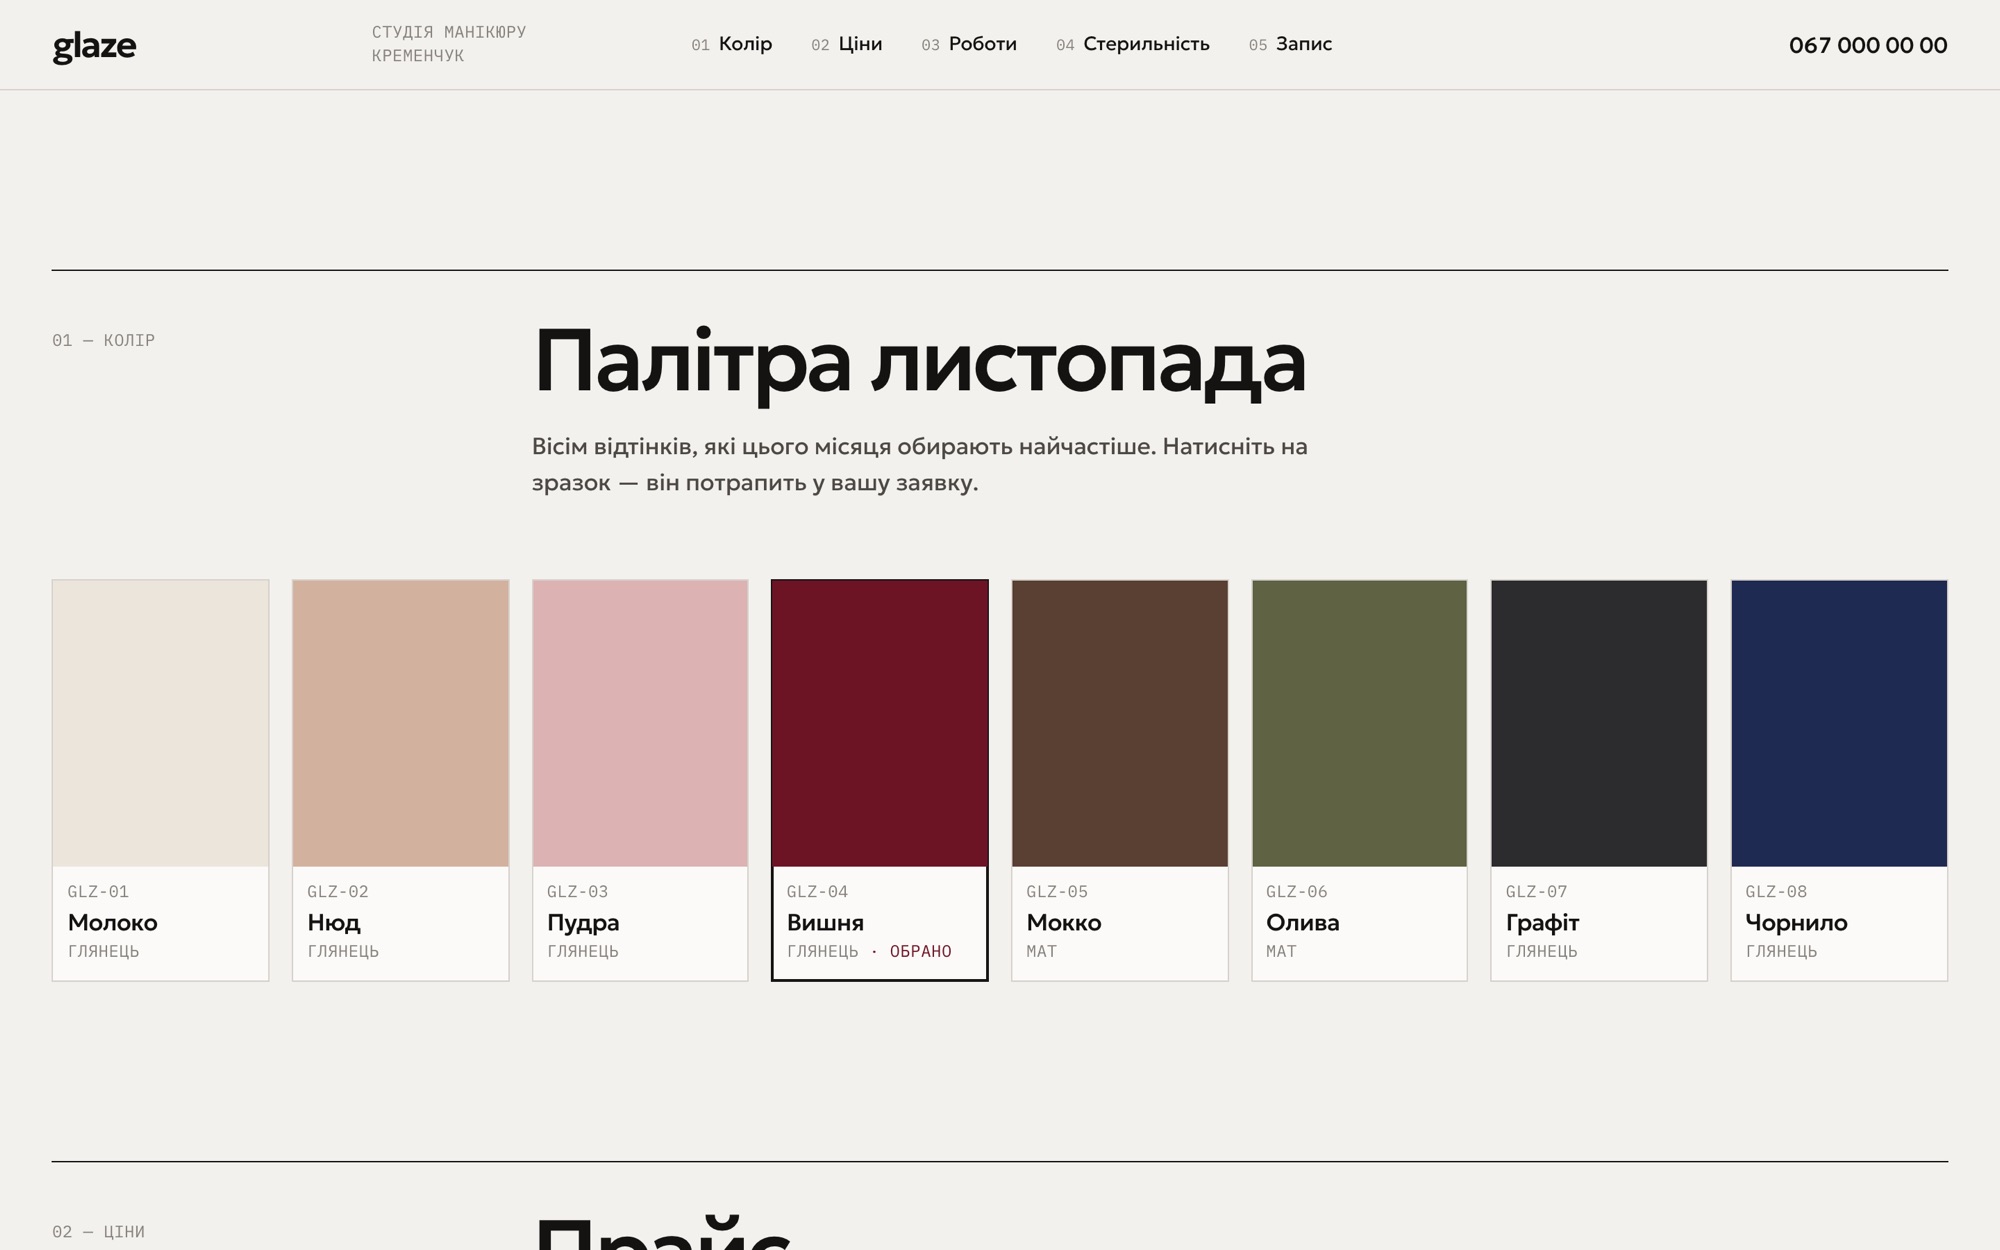 glaze
СТУДІЯ МАНІКЮРУ
КРЕМЕНЧУК
01 Колір
02 Ціни
03 Роботи
04 Стерильність
05 Запис
067 000 00 00
01 — КОЛІР
Палітра листопада
Вісім відтінків, які цього місяця обирають найчастіше. Натисніть на
зразок — він потрапить у вашу заявку.
GLZ-01
Молоко
ГЛЯНЕЦЬ
GLZ-02
Нюд
ГЛЯНЕЦЬ
GLZ-03
Пудра
ГЛЯНЕЦЬ
GLZ-04
Вишня
ГЛЯНЕЦЬ · ОБРАНО
GLZ-05
Мокко
МАТ
GLZ-06
Олива
МАТ
GLZ-07
Графіт
ГЛЯНЕЦЬ
GLZ-08
Чорнило
ГЛЯНЕЦЬ
02 — ЦІНИ
Прайс